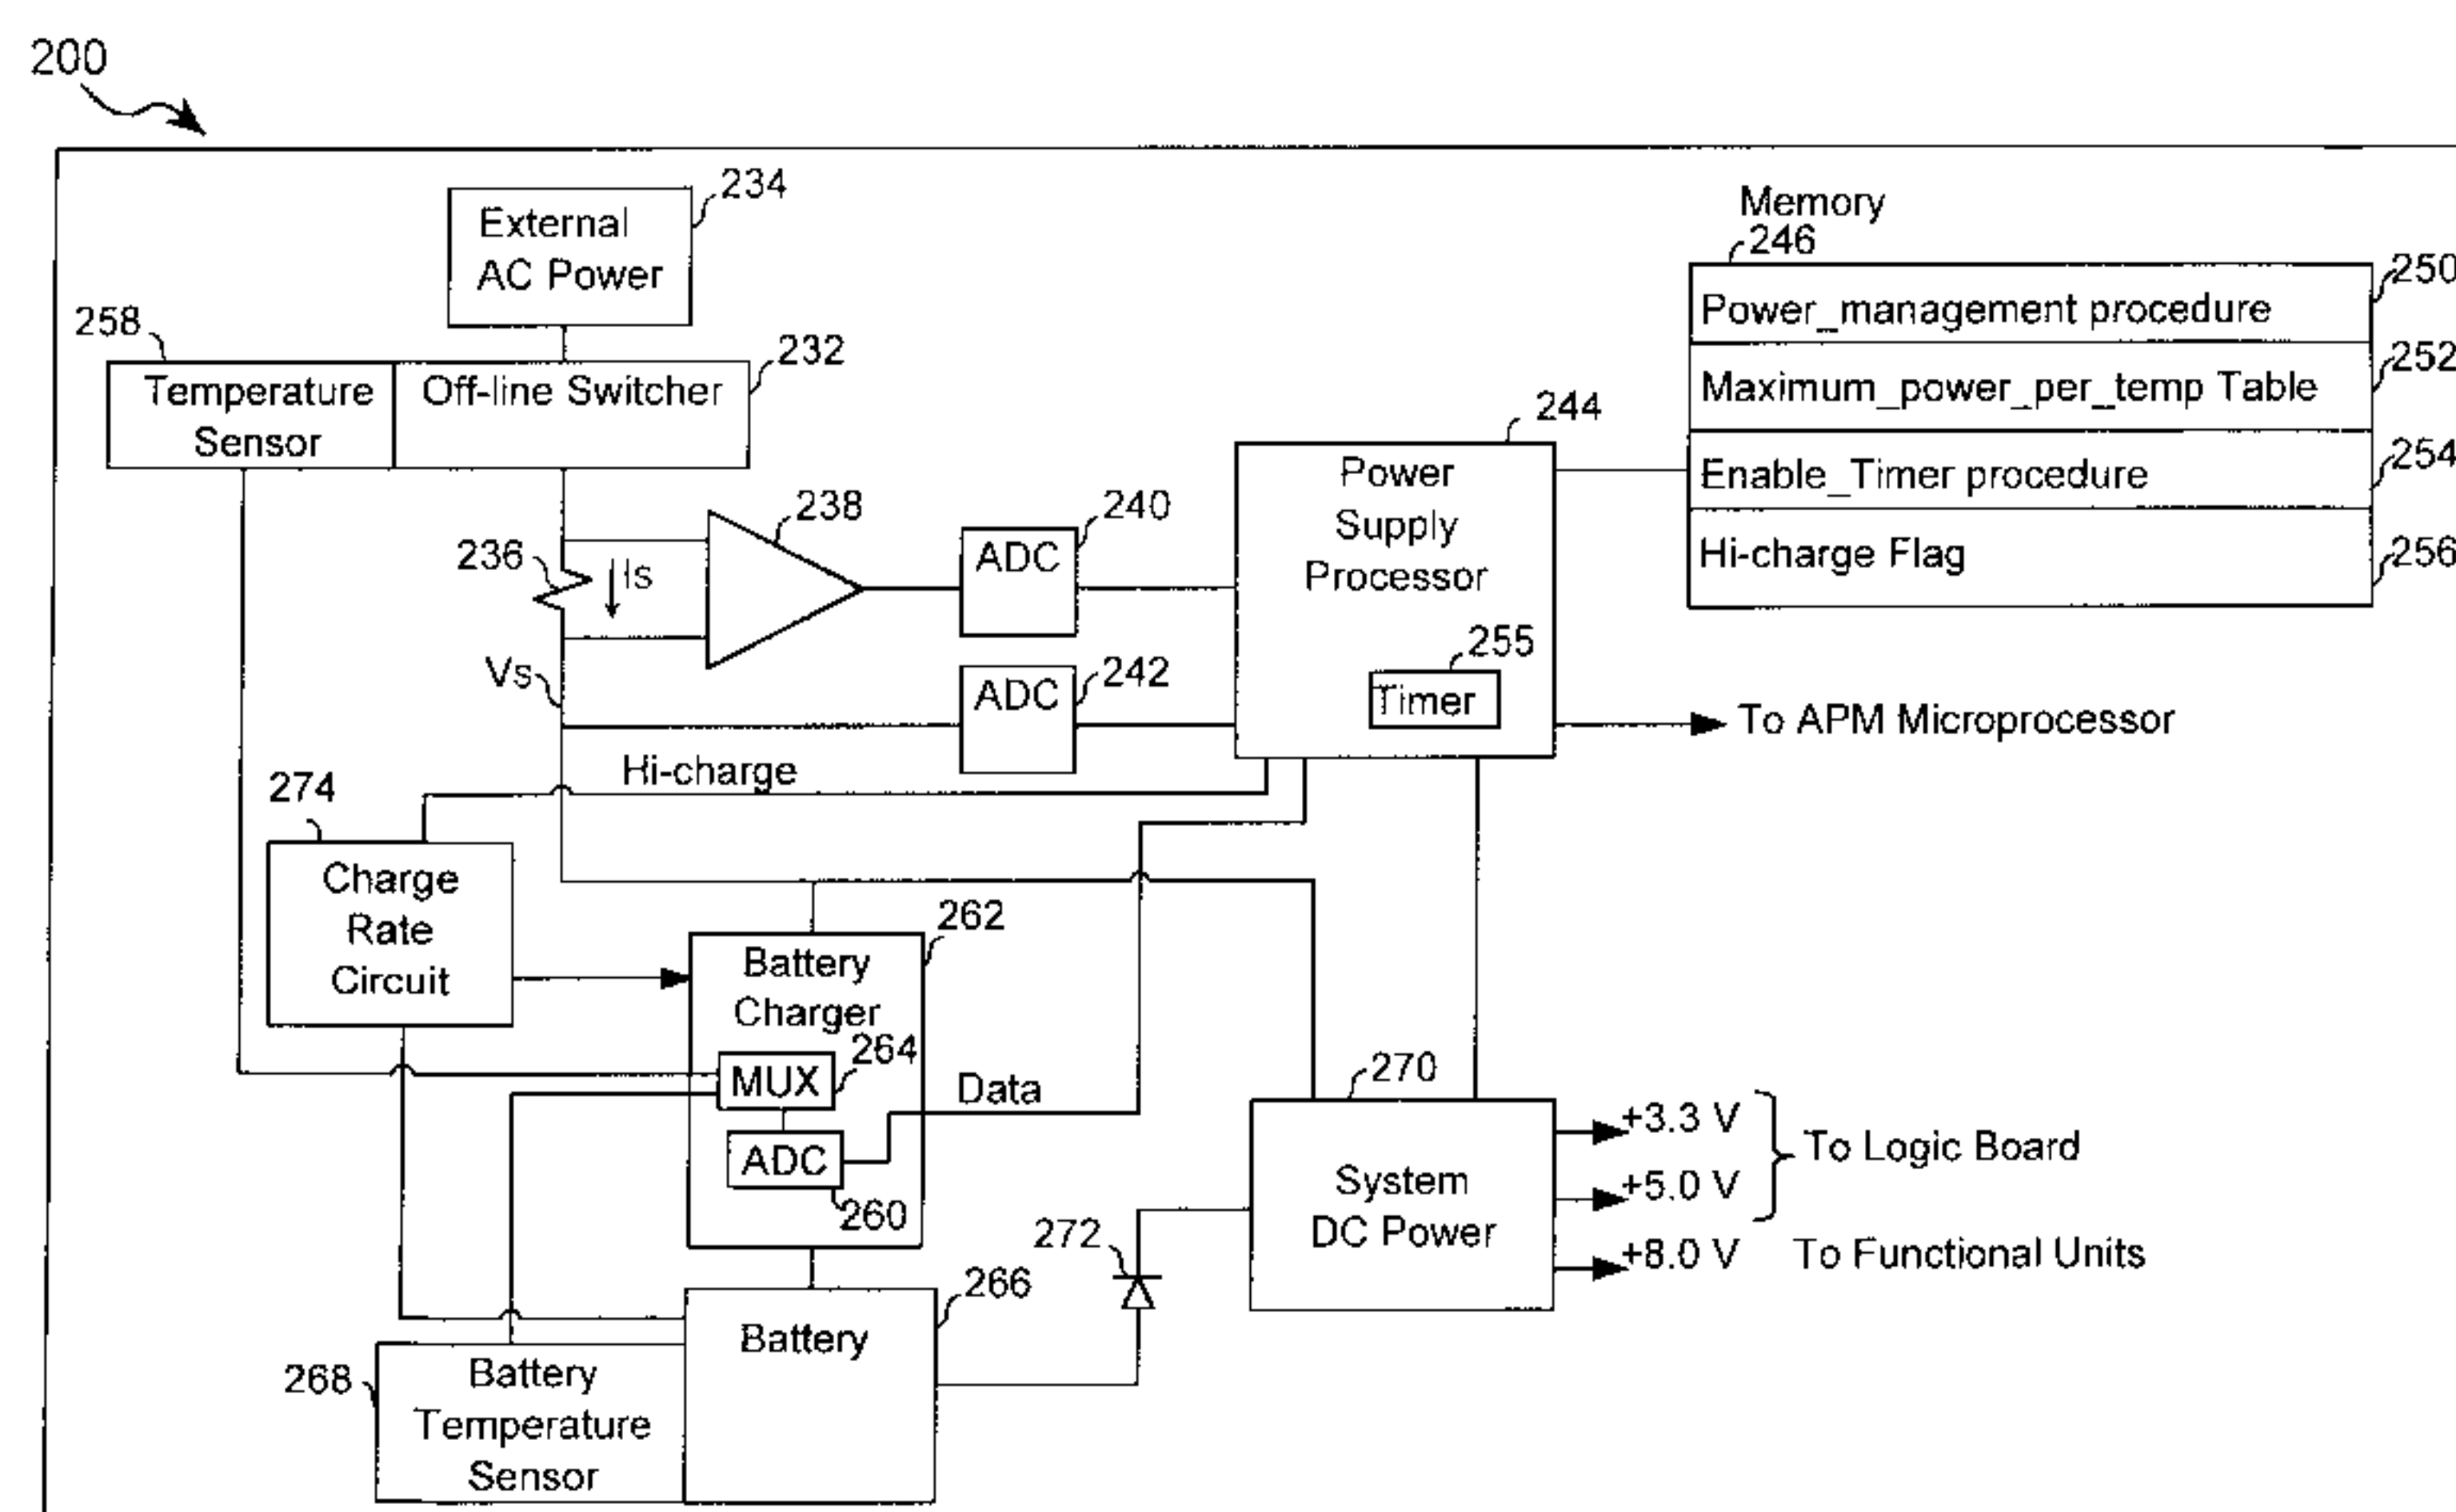 200
234
External
AC Power
Memory
246
250
Power_management procedure
258
232
252
Temperature
Sensor
Off-line Switcher
Maximum_power_per_temp Table
244
254
Enable_Timer procedure
Power
Supply
Processor
238
240
236
Is
ADC
Hi-charge Flag
256
255
Timer
Vs
242
ADC
To APM Microprocessor
Hi-charge
274
Charge
Rate
Circuit
262
Battery
Charger
264
MUX
Data
270
ADC
260
+3.3 V
To Logic Board
System
DC Power
+5.0 V
272
+8.0 V
To Functional Units
266
Battery
268
Battery
Temperature
Sensor